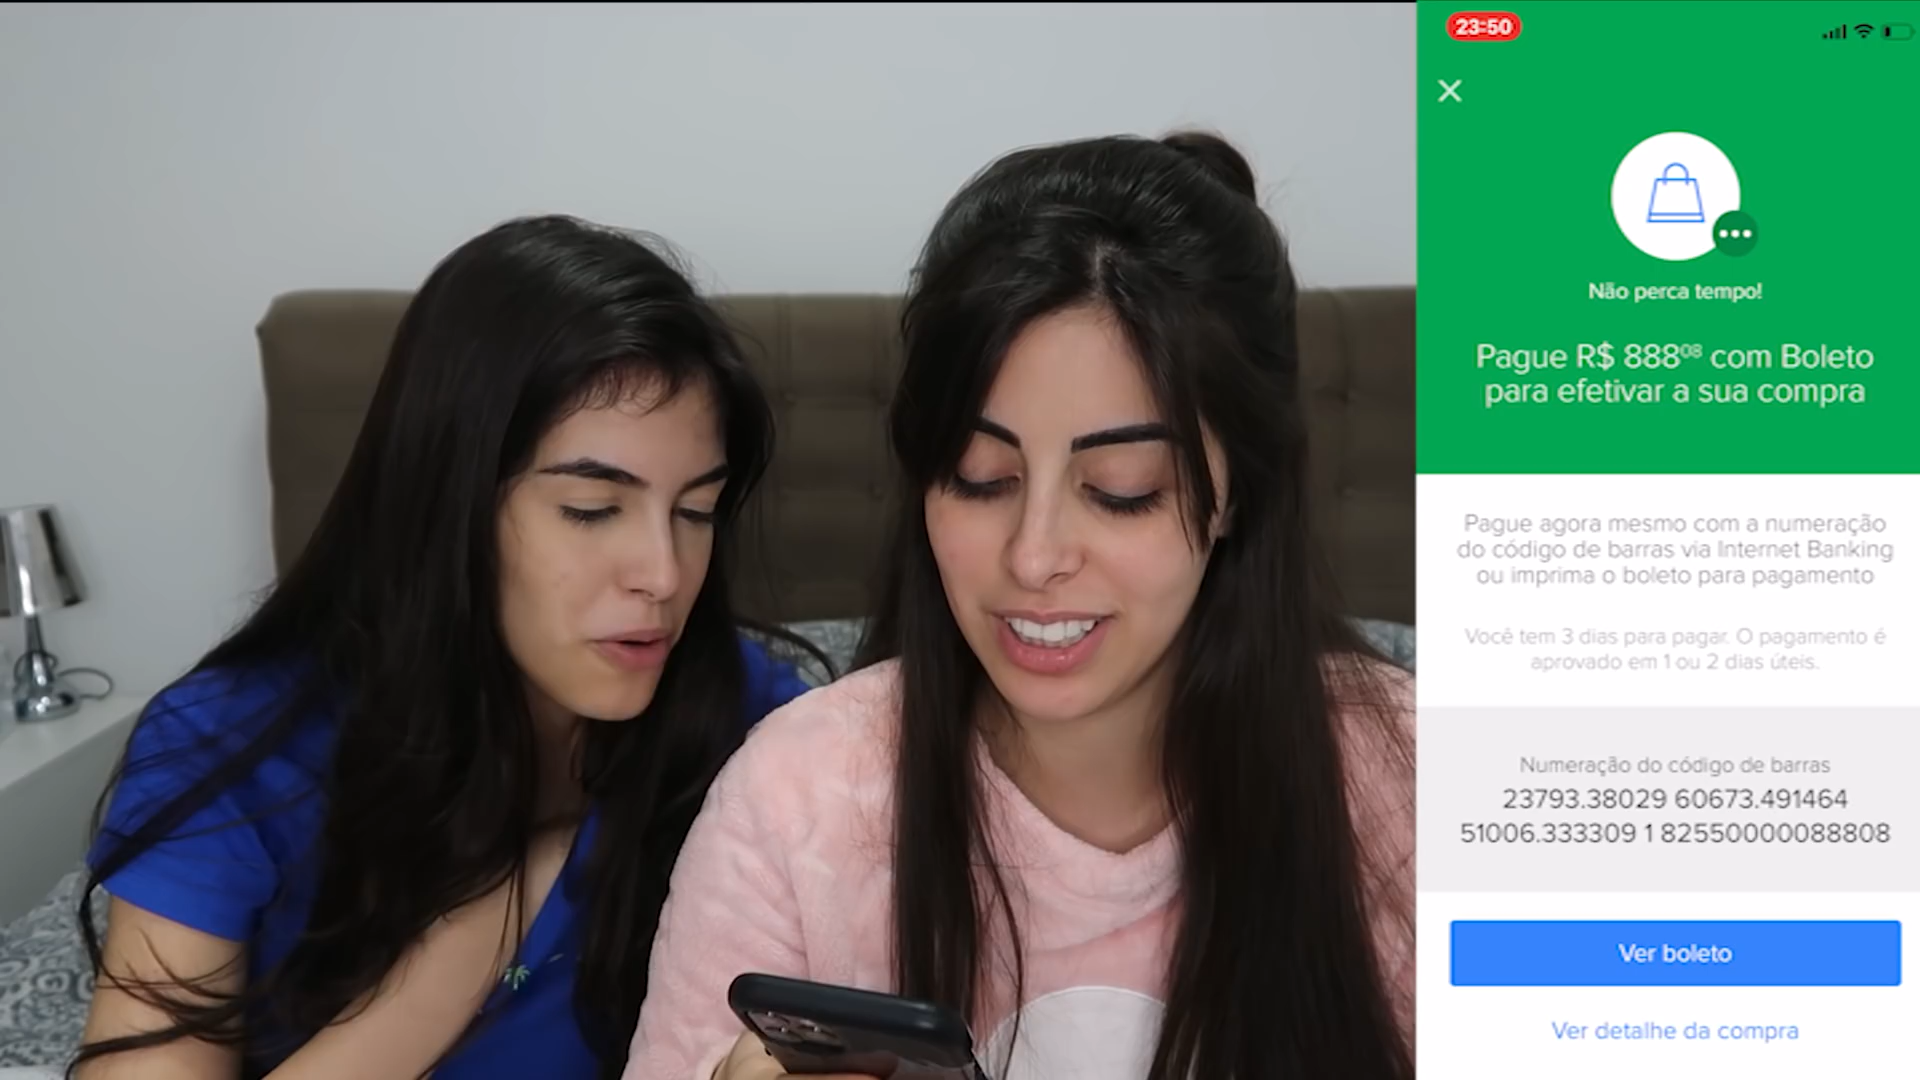 23:50
Não perca tempo!
Pague R$ 888⁰⁸ com Boleto
para efetivar a sua compra
Pague agora mesmo com a numeração
do código de barras via Internet Banking
ou imprima o boleto para pagamento
Você tem 3 dias para pagar. O pagamento é
aprovado em 1 ou 2 dias úteis.
Numeração do código de barras
23793.38029 60673.491464
51006.333309 1 82550000088808
Ver boleto
Ver detalhe da compra